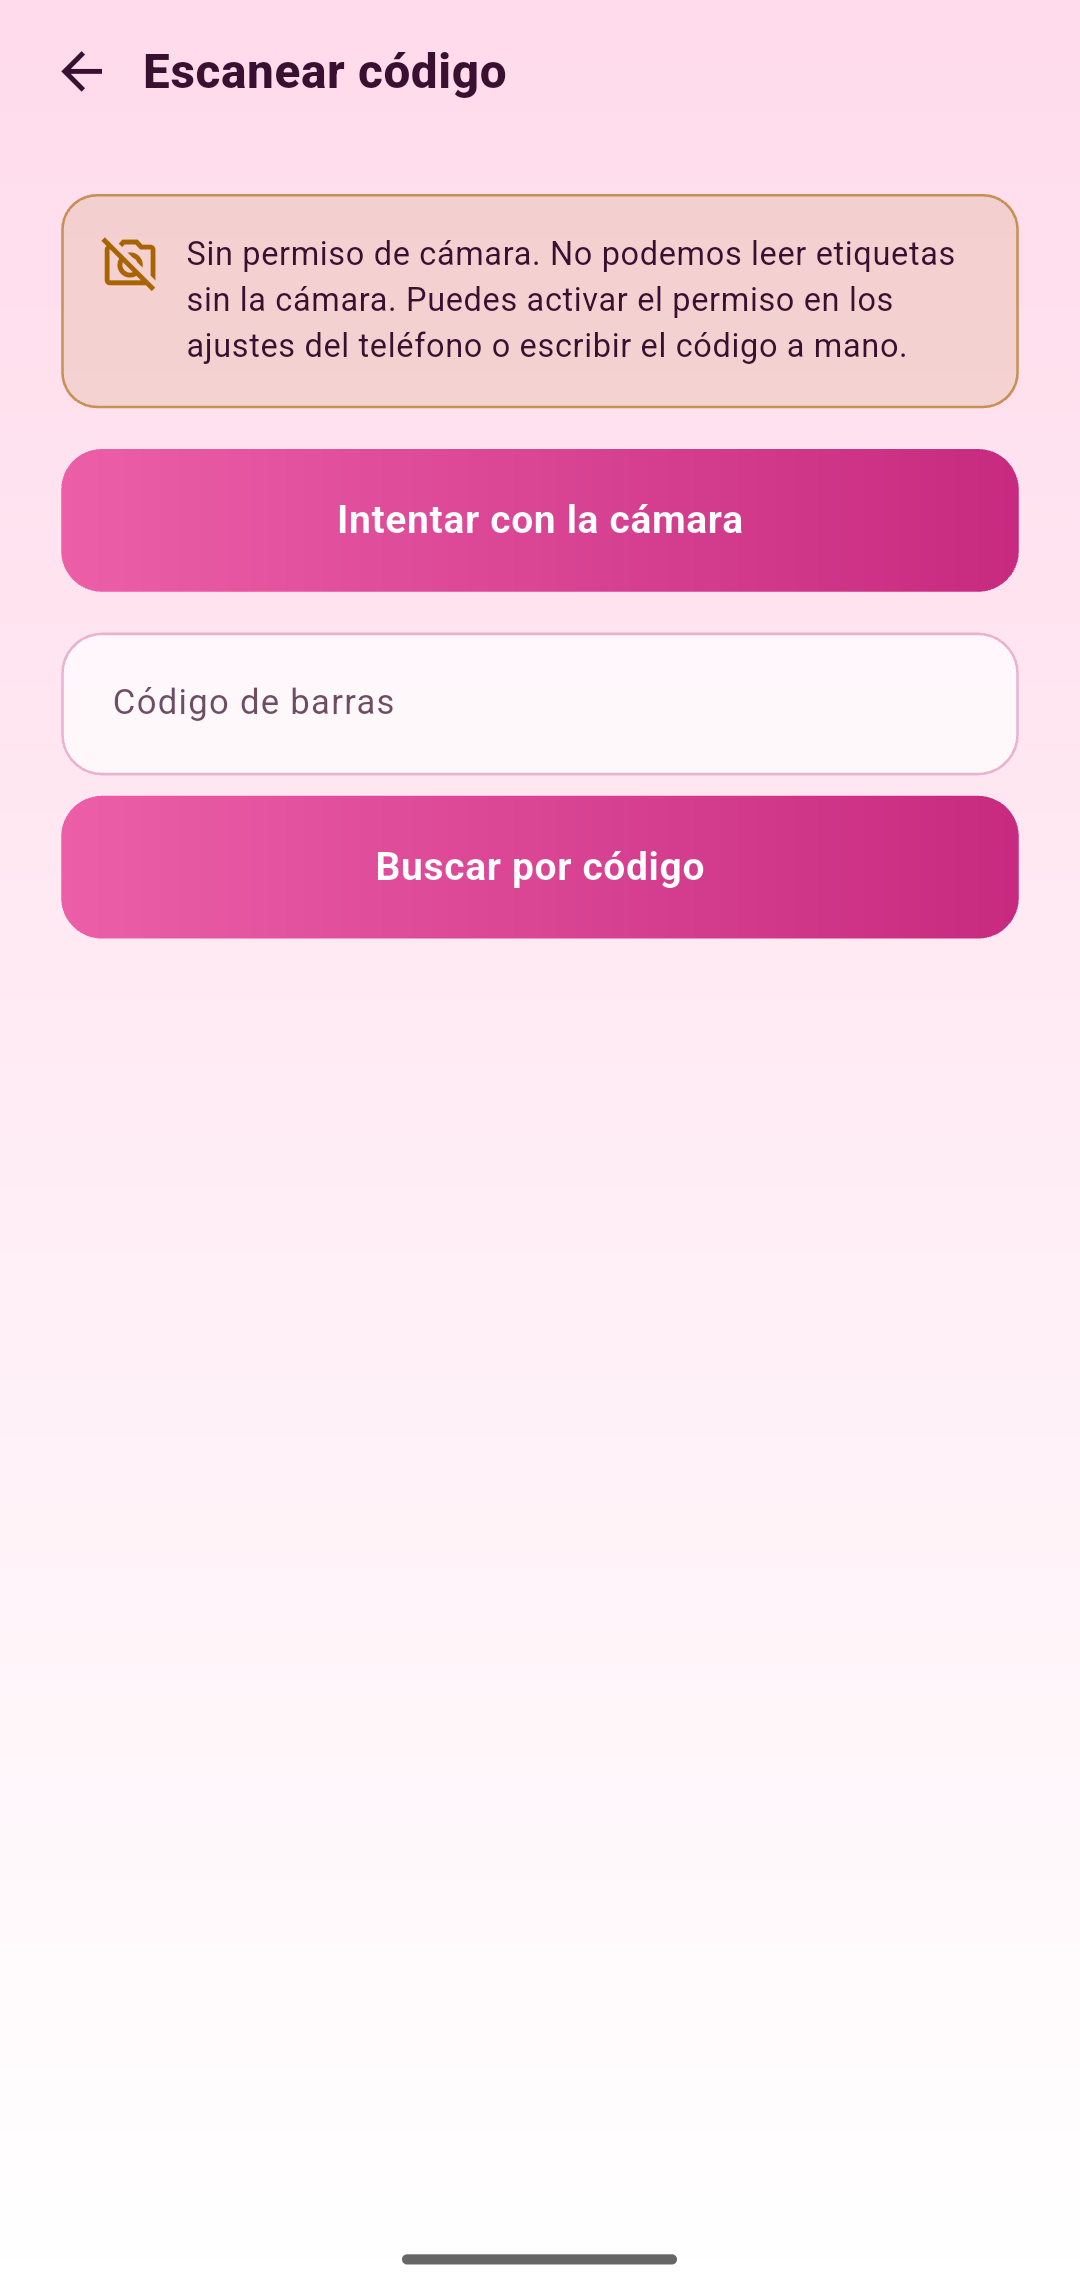 Escanear código
Sin permiso de cámara. No podemos leer etiquetas
sin la cámara. Puedes activar el permiso en los
ajustes del teléfono o escribir el código a mano.
Intentar con la cámara
Código de barras
Buscar por código